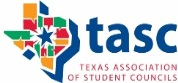 tasc
TEXAS ASSOCIATION
OF STUDENT COUNCILS